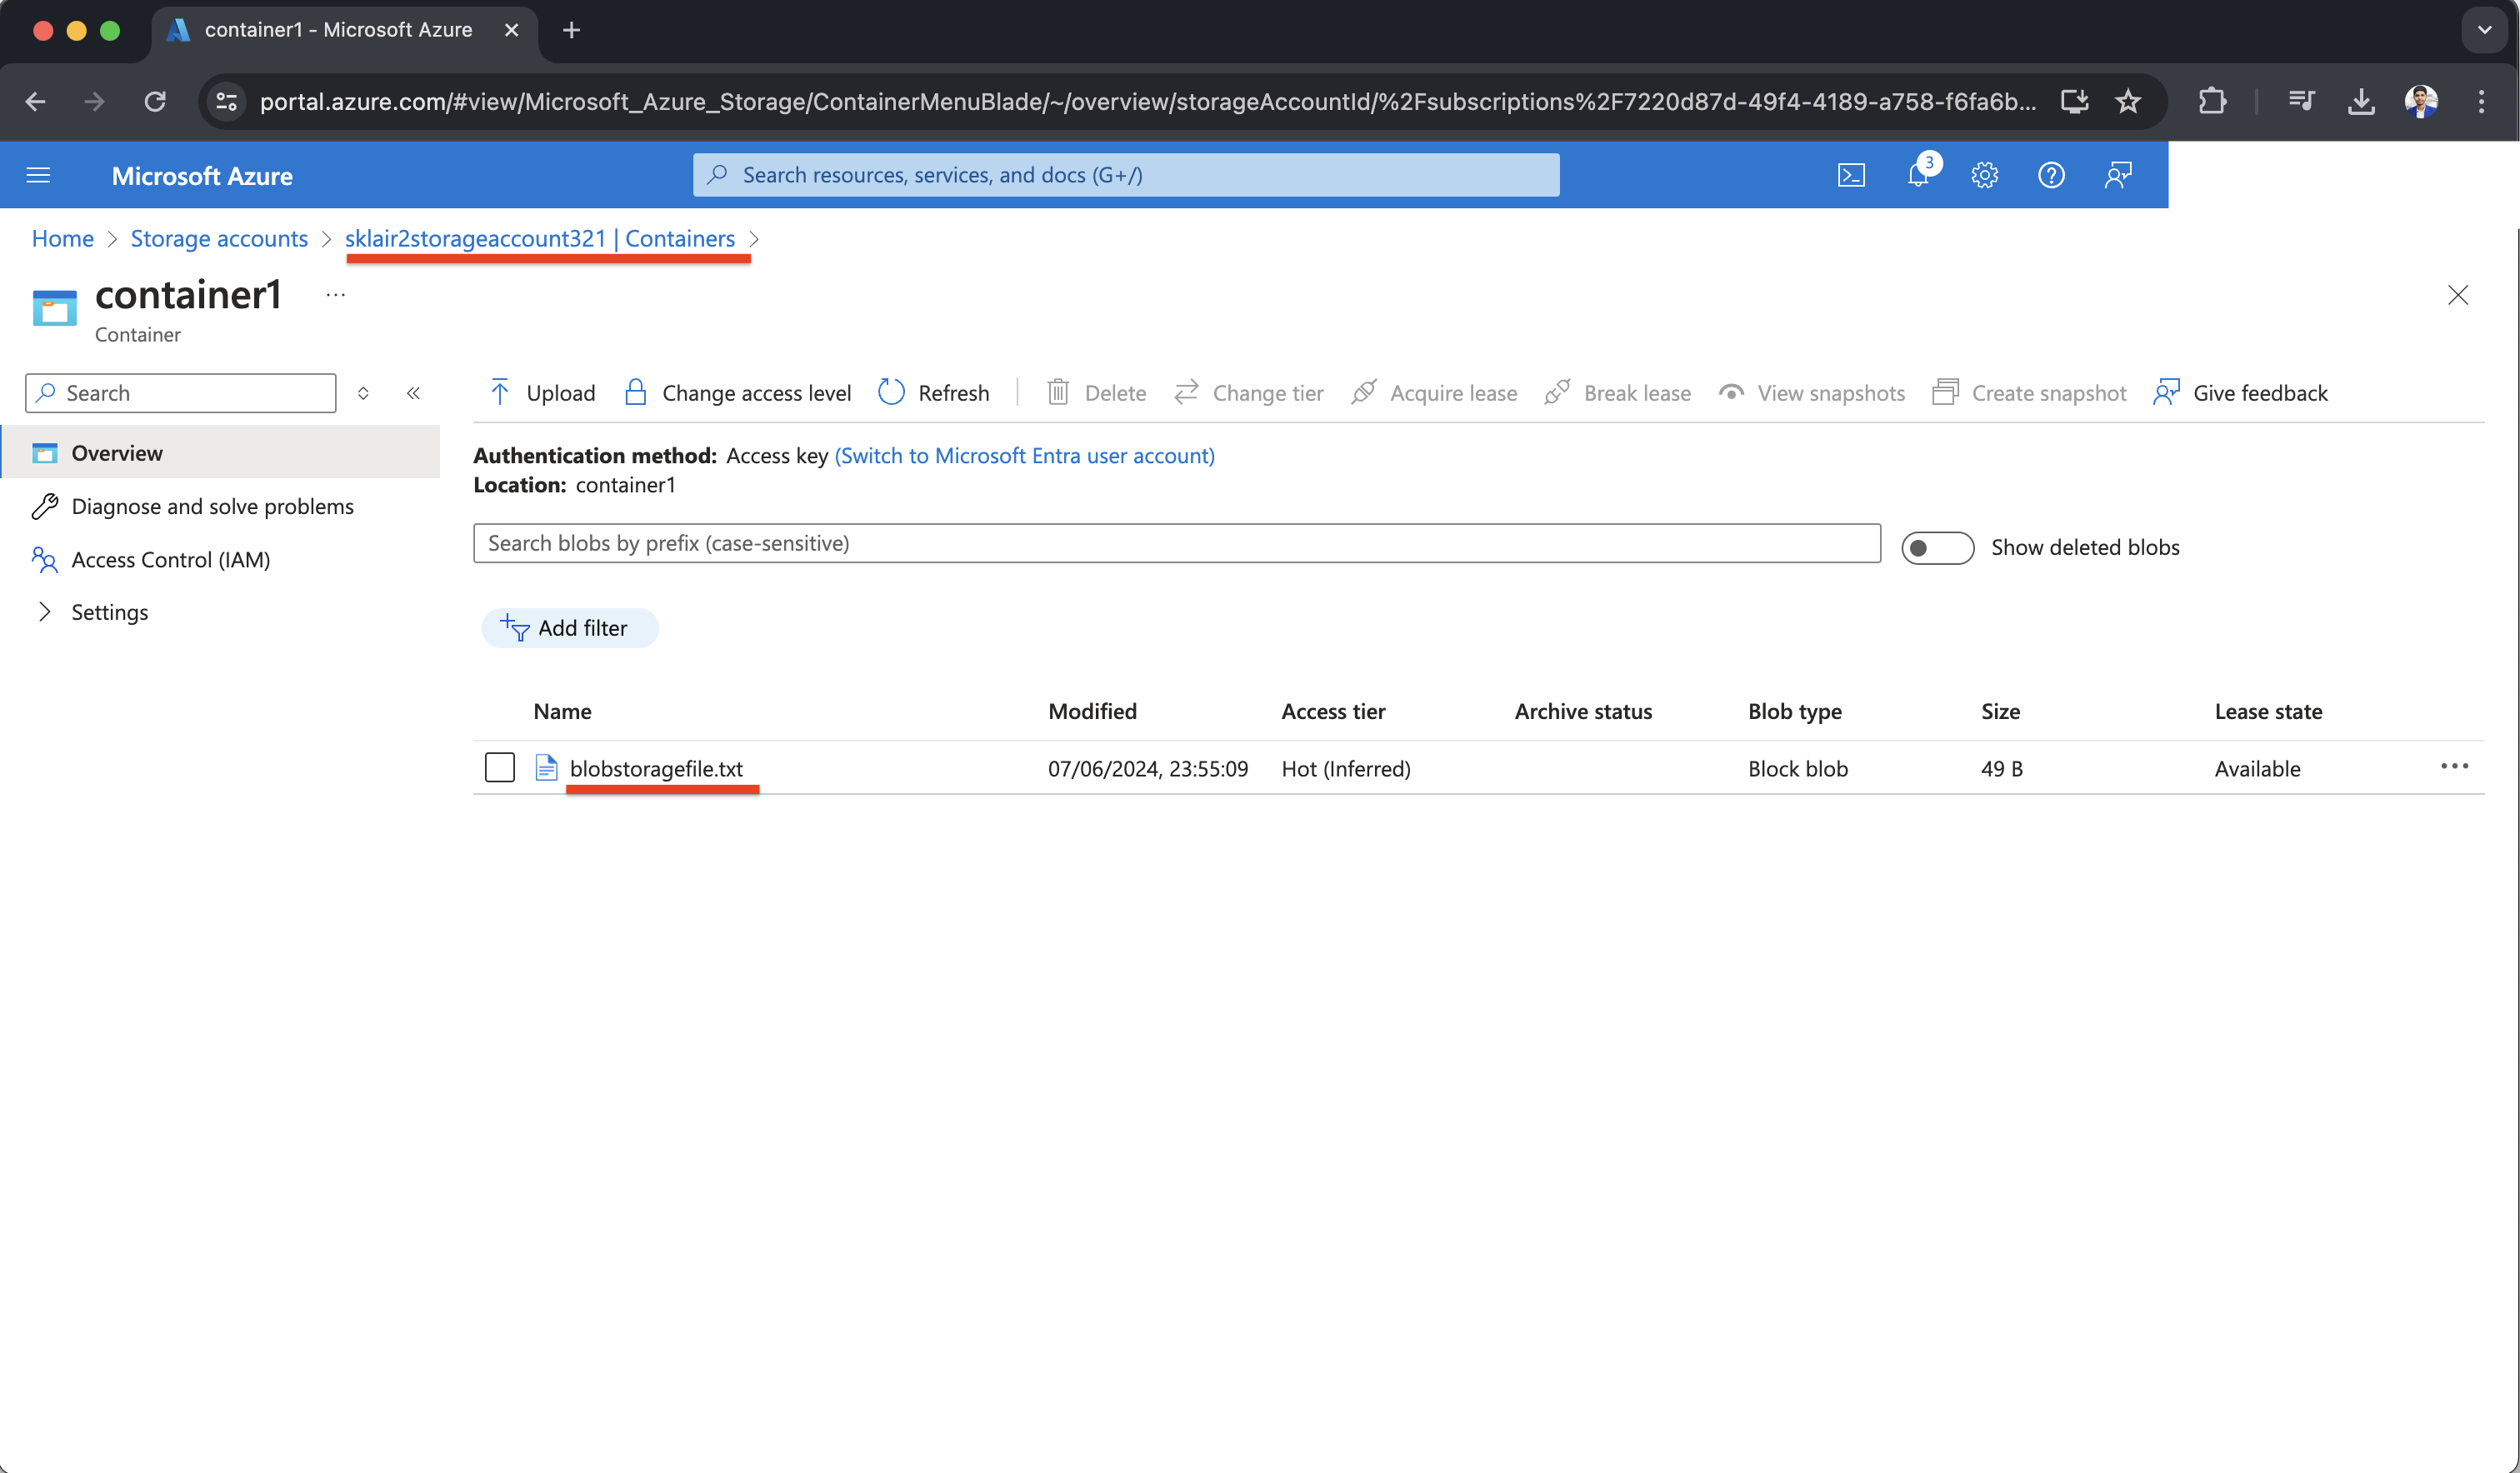 container1 - Microsoft Azure
portal.azure.com/#view/Microsoft_Azure_Storage/ContainerMenuBlade/~/overview/storageAccountId/%2Fsubscriptions%2F7220d87d-49f4-4189-a758-f6fa6b...
Microsoft Azure
Search resources, services, and docs (G+/)
3
Home > Storage accounts > sklair2storageaccount321 | Containers >
container1 ...
Container
Search
Upload Change access level Refresh Delete Change tier Acquire lease Break lease View snapshots Create snapshot Give feedback
Overview
Diagnose and solve problems
Access Control (IAM)
Settings
Authentication method: Access key (Switch to Microsoft Entra user account)
Location: container1
Search blobs by prefix (case-sensitive)
Show deleted blobs
Add filter
Name Modified Access tier Archive status Blob type Size Lease state
blobstoragefile.txt 07/06/2024, 23:55:09 Hot (Inferred) Block blob 49 B Available